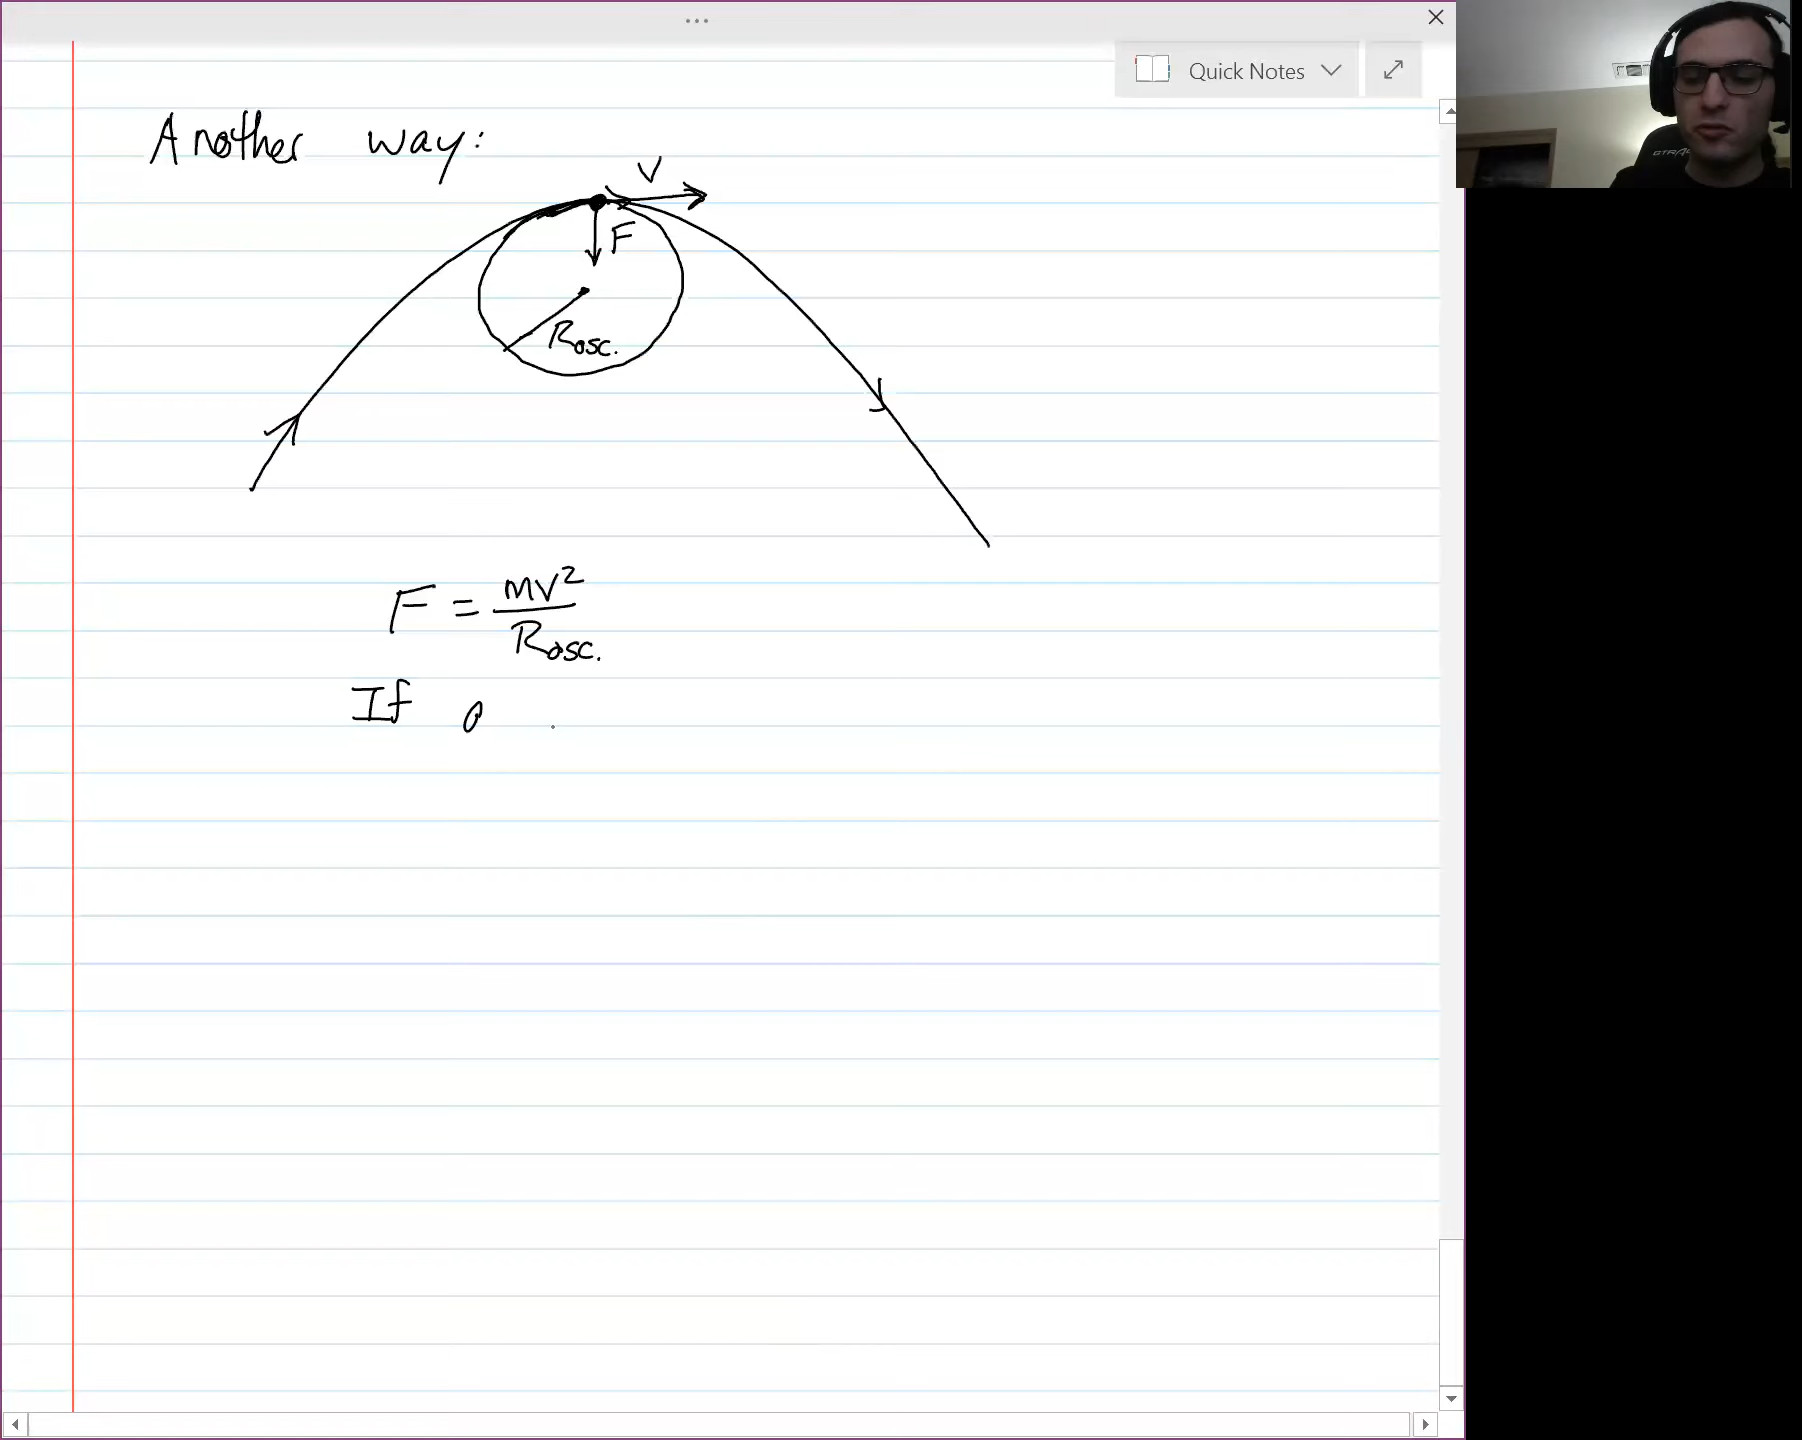 Quick Notes
Another way:
V
F
Rosc.
F = mv²/Rosc.
If a